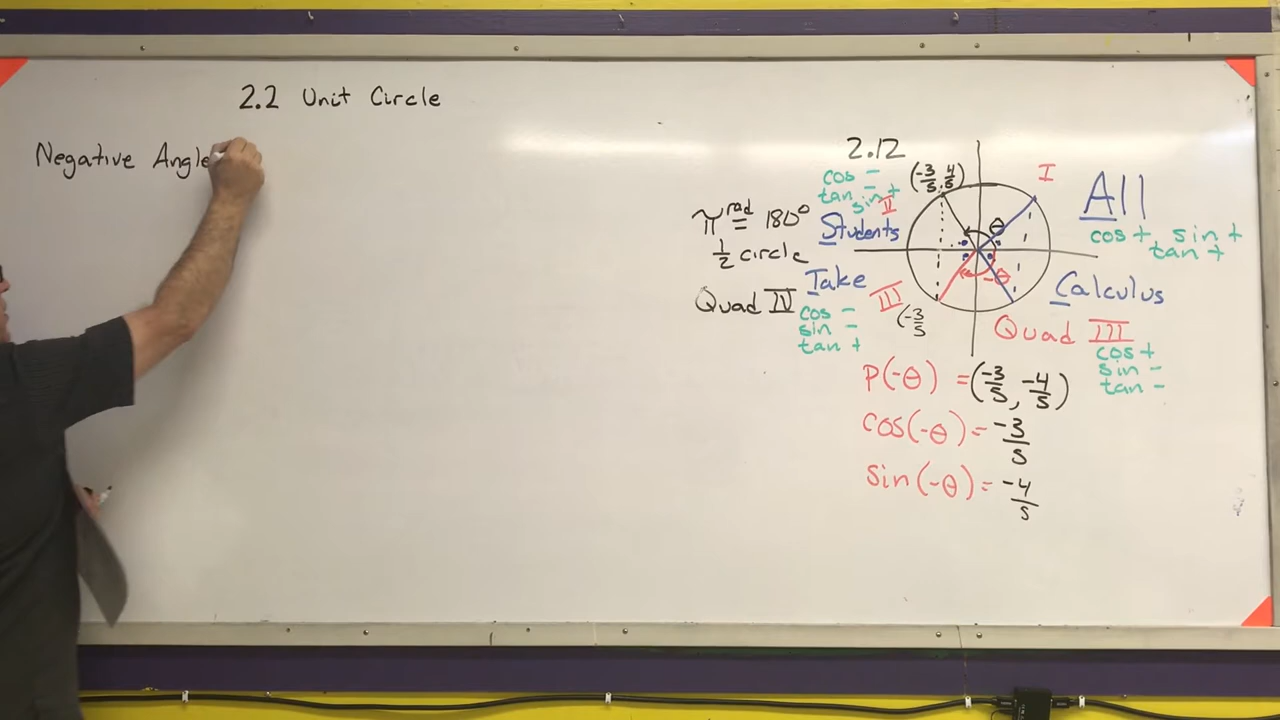 2.2 Unit Circle
Negative Angle
2.12
cos -
tan -
sin +
(-3/5, 4/5)
II
I
All
cos + sin +
tan +
π rad = 180°
1/2 circle
Students
θ
-θ
Take
III
Calculus
Quad IV
cos -
sin -
tan +
(-3/5
Quad III
cos +
sin -
tan -
P(-θ) = (-3/5, -4/5)
cos(-θ) = -3/5
sin(-θ) = -4/5